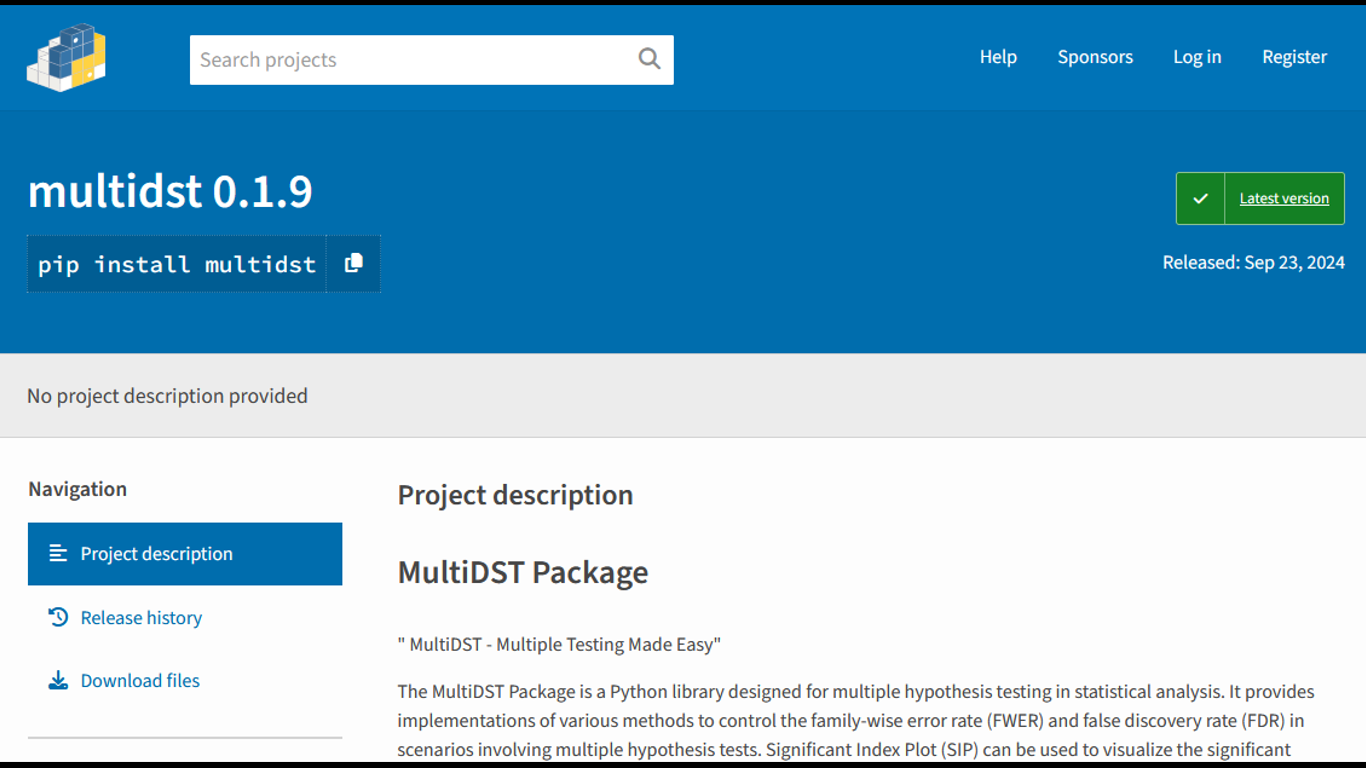 Search projects
Help
Sponsors
Log in
Register
multidst 0.1.9
pip install multidst
Latest version
Released: Sep 23, 2024
No project description provided
Navigation
Project description
Release history
Download files
Project description
MultiDST Package
" MultiDST - Multiple Testing Made Easy"
The MultiDST Package is a Python library designed for multiple hypothesis testing in statistical analysis. It provides
implementations of various methods to control the family-wise error rate (FWER) and false discovery rate (FDR) in
scenarios involving multiple hypothesis tests. Significant Index Plot (SIP) can be used to visualize the significant